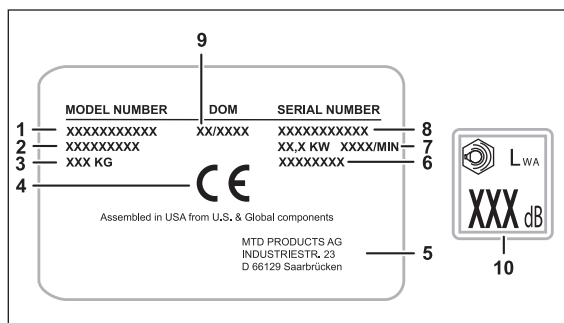 9
MODEL NUMBER DOM SERIAL NUMBER
1 XXXXXXXXXXX XX/XXXX XXXXXXXXXXX 8
2 XXXXXXXXX XX,X KW XXXX/MIN 7
3 XXX KG XXXXXXXX 6
4 CE
Assembled in USA from U.S. & Global components
MTD PRODUCTS AG
INDUSTRIESTR. 23 5
D 66129 Saarbrücken
LWA
XXX dB
10